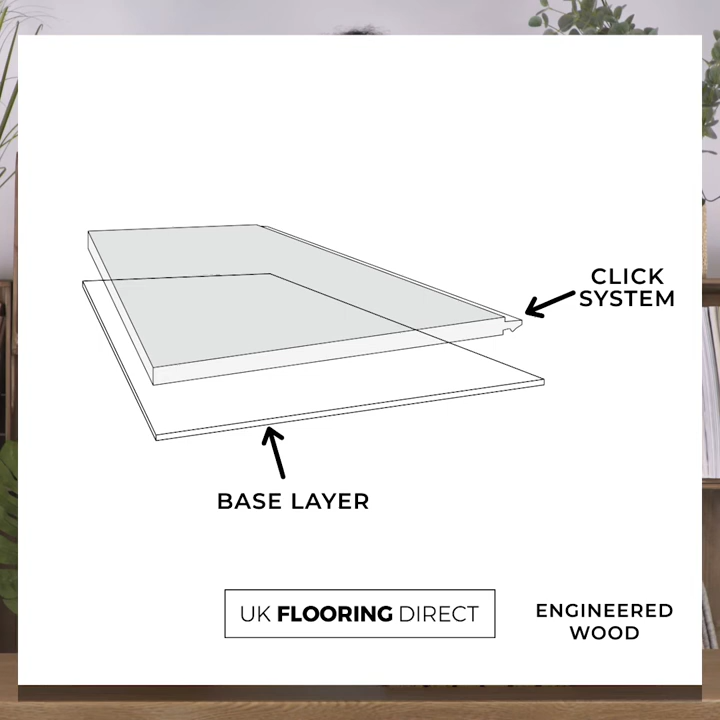 CLICK
SYSTEM
BASE LAYER
UK FLOORING DIRECT
ENGINEERED
WOOD